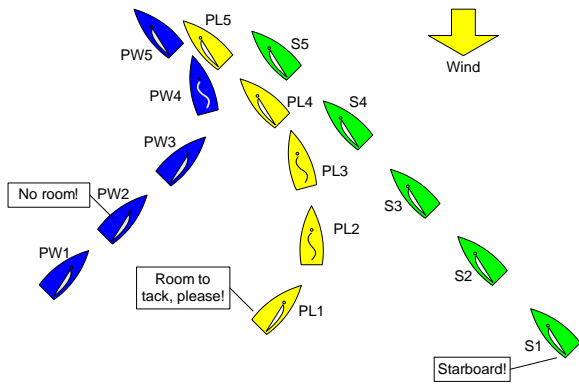 PL5
S5
PW5
Wind
PW4
PL4
S4
PW3
PL3
No room!
PW2
S3
PL2
PW1
S2
Room to
tack, please!
PL1
S1
Starboard!